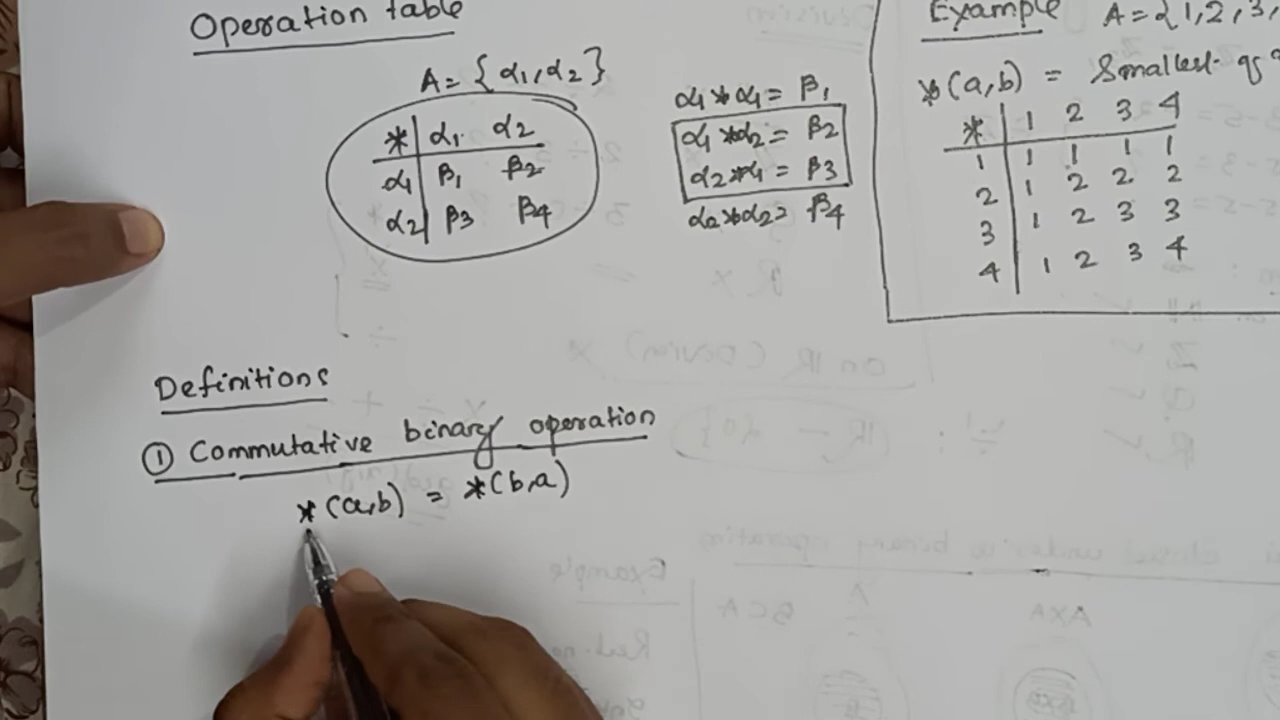 Operation table
A = {α1, α2}
* | α1 α2
α1 | β1 β2
α2 | β3 β4
α1 * α1 = β1
α1 * α2 = β2
α2 * α1 = β3
α2 * α2 = β4
Example A = {1, 2, 3,
*(a,b) = Smallest of
* | 1 2 3 4
1 | 1 1 1 1
2 | 1 2 2 2
3 | 1 2 3 3
4 | 1 2 3 4
Definitions
① Commutative binary operation
*(a,b) = *(b,a)